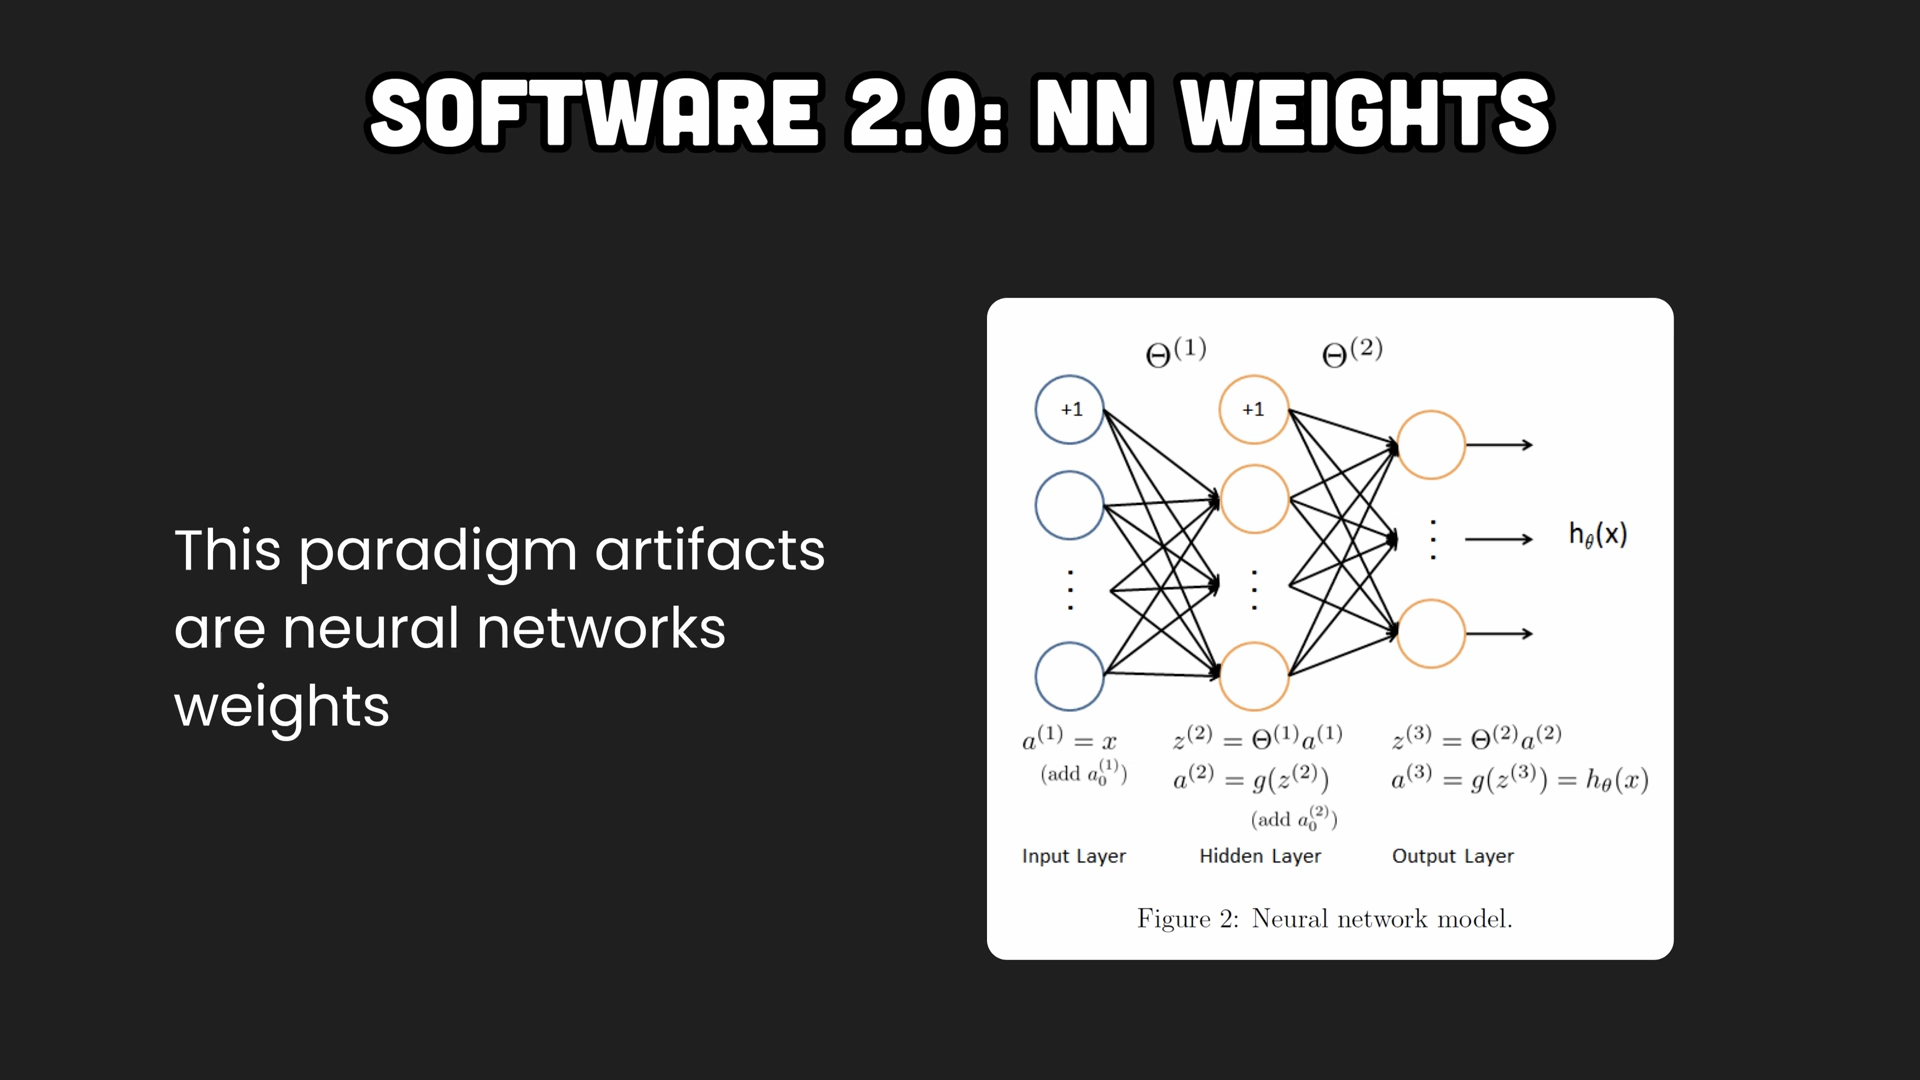 SOFTWARE 2.0: NN WEIGHTS
This paradigm artifacts
are neural networks
weights
Θ⁽¹⁾ Θ⁽²⁾
+1 +1
hθ(x)
a⁽¹⁾ = x z⁽²⁾ = Θ⁽¹⁾a⁽¹⁾ z⁽³⁾ = Θ⁽²⁾a⁽²⁾
(add a₀⁽¹⁾) a⁽²⁾ = g(z⁽²⁾) a⁽³⁾ = g(z⁽³⁾) = hθ(x)
(add a₀⁽²⁾)
Input Layer Hidden Layer Output Layer
Figure 2: Neural network model.